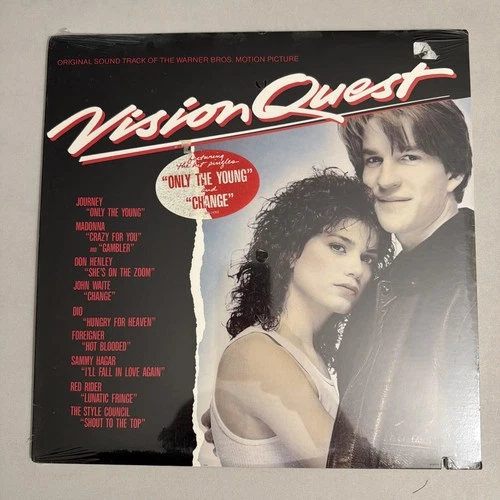 ORIGINAL SOUND TRACK OF THE WARNER BROS. MOTION PICTURE
Vision Quest
featuring
the hit singles
"ONLY THE YOUNG"
and
"CHANGE"
JOURNEY
"ONLY THE YOUNG"
MADONNA
"CRAZY FOR YOU"
AND "GAMBLER"
DON HENLEY
"SHE'S ON THE ZOOM"
JOHN WAITE
"CHANGE"
DIO
"HUNGRY FOR HEAVEN"
FOREIGNER
"HOT BLOODED"
SAMMY HAGAR
"I'LL FALL IN LOVE AGAIN"
RED RIDER
"LUNATIC FRINGE"
THE STYLE COUNCIL
"SHOUT TO THE TOP"